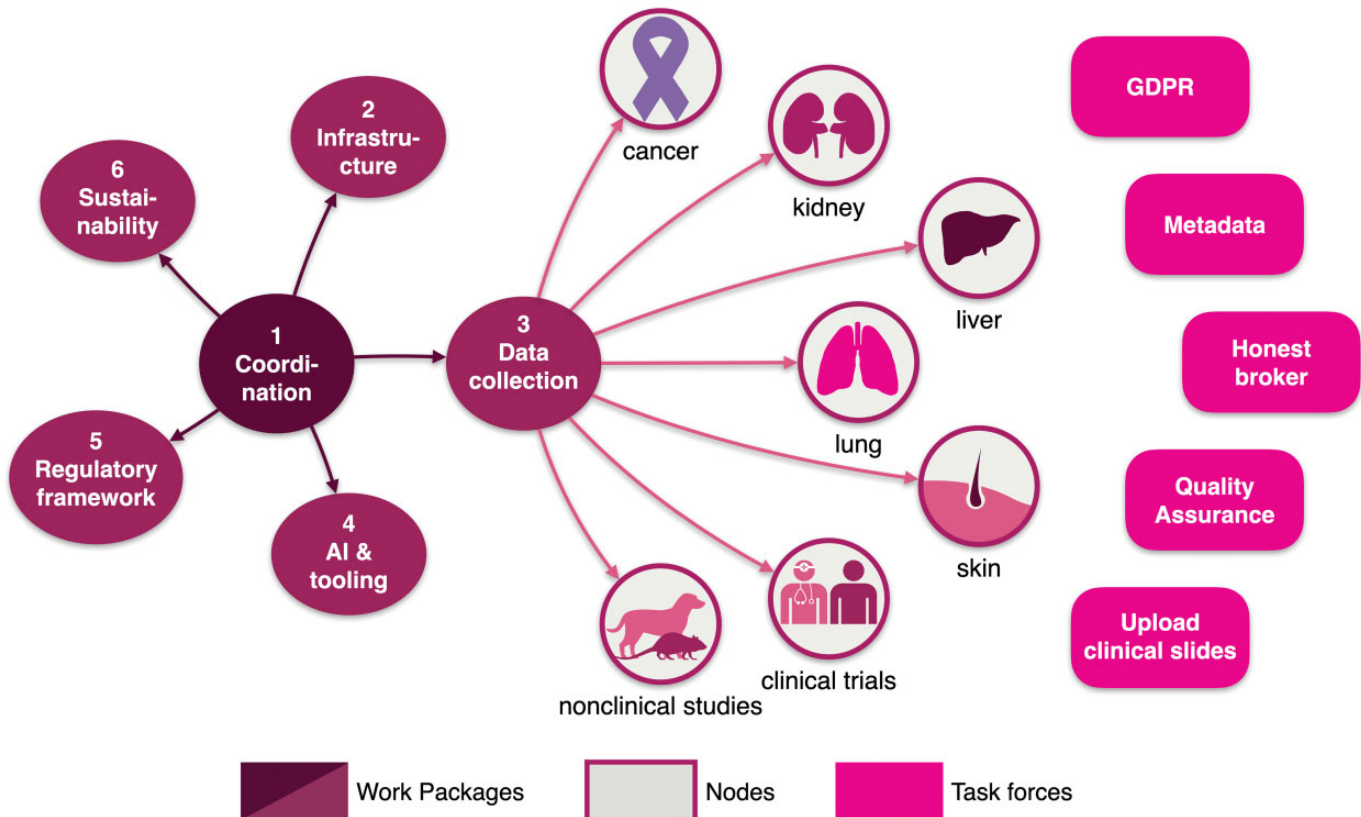 2
Infrastru-
cture
6
Sustai-
nability
1
Coordi-
nation
3
Data
collection
5
Regulatory
framework
4
AI &
tooling
cancer
kidney
liver
lung
skin
clinical trials
nonclinical studies
GDPR
Metadata
Honest
broker
Quality
Assurance
Upload
clinical slides
Work Packages
Nodes
Task forces